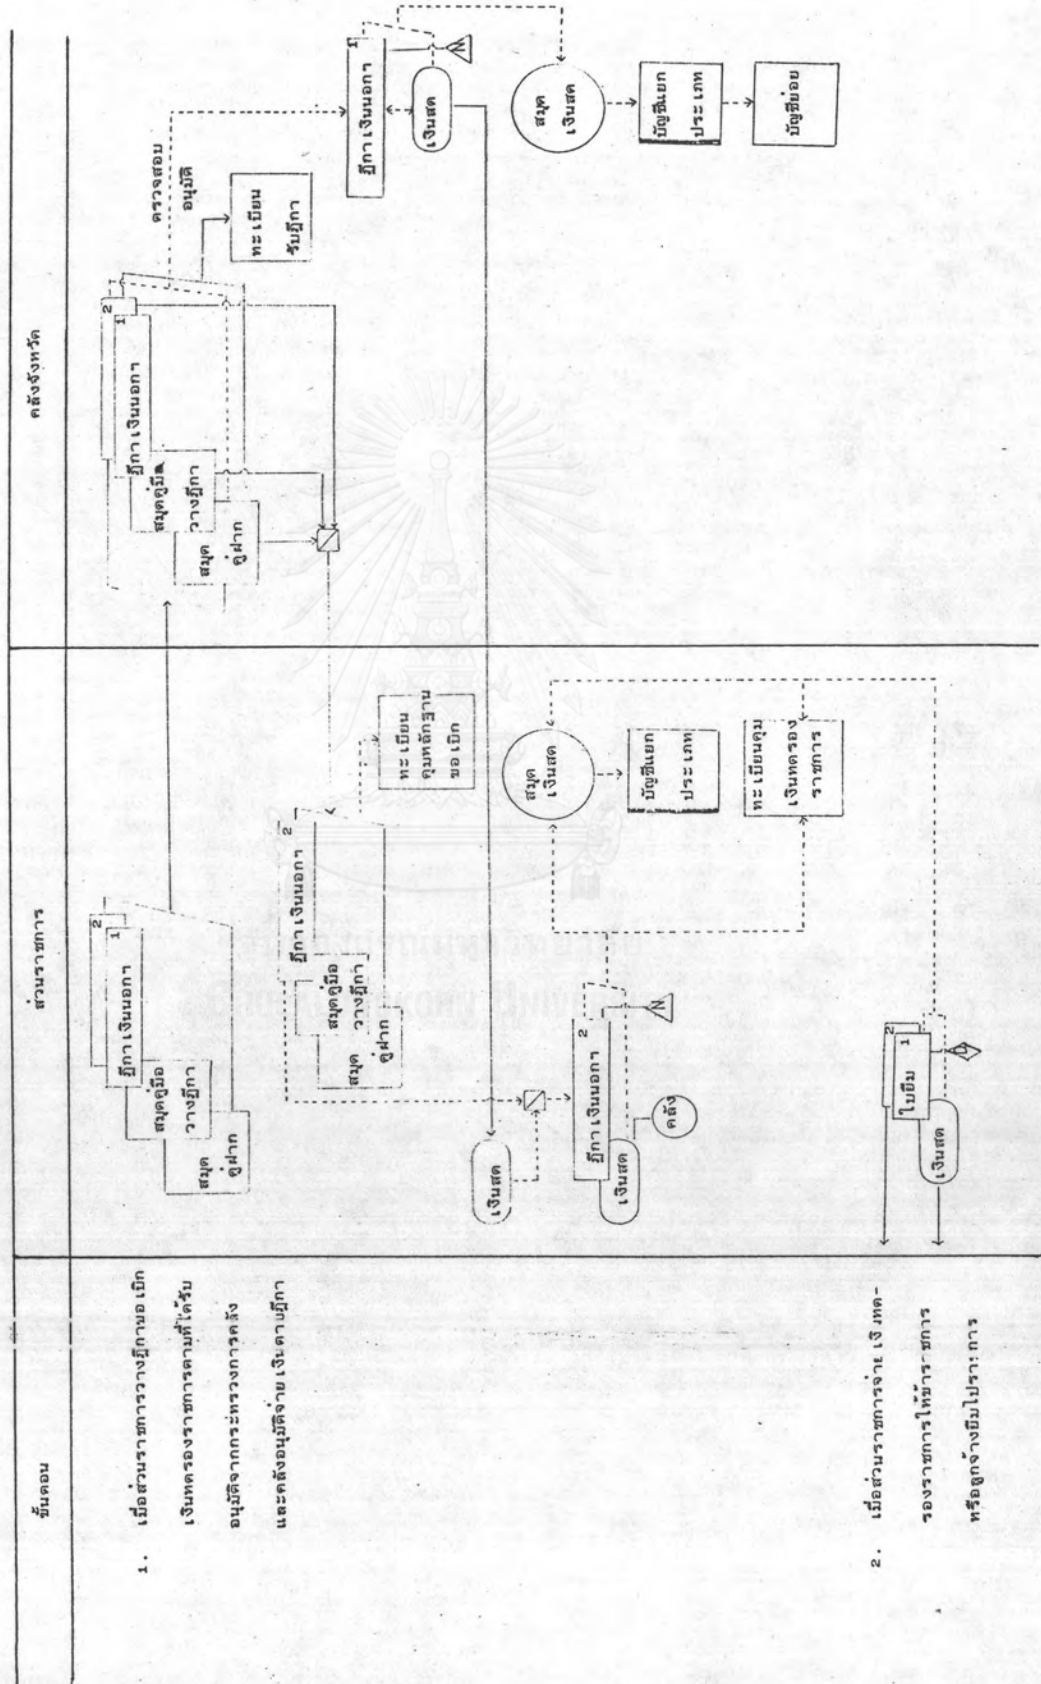 ขั้นตอน
ส่วนราชการ
คลังจังหวัด
1. เมื่อส่วนราชการวางฎีกาขอเบิก
เงินทดรองราชการตามที่ได้รับ
อนุมัติจากกระทรวงการคลัง
และคลังอนุมัติจ่ายเงินตามฎีกา
2
1
ฎีกาเงินนอกฯ
สมุดคู่มือ
วางฎีกา
สมุด
คู่ฝาก
2
1
ฎีกาเงินนอกฯ
สมุดคู่มือ
วางฎีกา
สมุด
คู่ฝาก
ตรวจสอบ
อนุมัติ
ทะเบียน
รับฎีกา
1
ฎีกาเงินนอกฯ
เงินสด
N
สมุด
เงินสด
บัญชีแยก
ประเภท
บัญชีย่อย
2
ฎีกาเงินนอกฯ
สมุดคู่มือ
วางฎีกา
สมุด
คู่ฝาก
ทะเบียน
คุมหลักฐาน
ขอเบิก
เงินสด
2
ฎีกาเงินนอกฯ
เงินสด
คลัง
N
สมุด
เงินสด
บัญชีแยก
ประเภท
ทะเบียนคุม
เงินทดรอง
ราชการ
2. เมื่อส่วนราชการจ่ายเงินทด-
รองราชการให้ข้าราชการ
หรือลูกจ้างยืมไปราชการ
2
1
ใบยืม
เงินสด
D